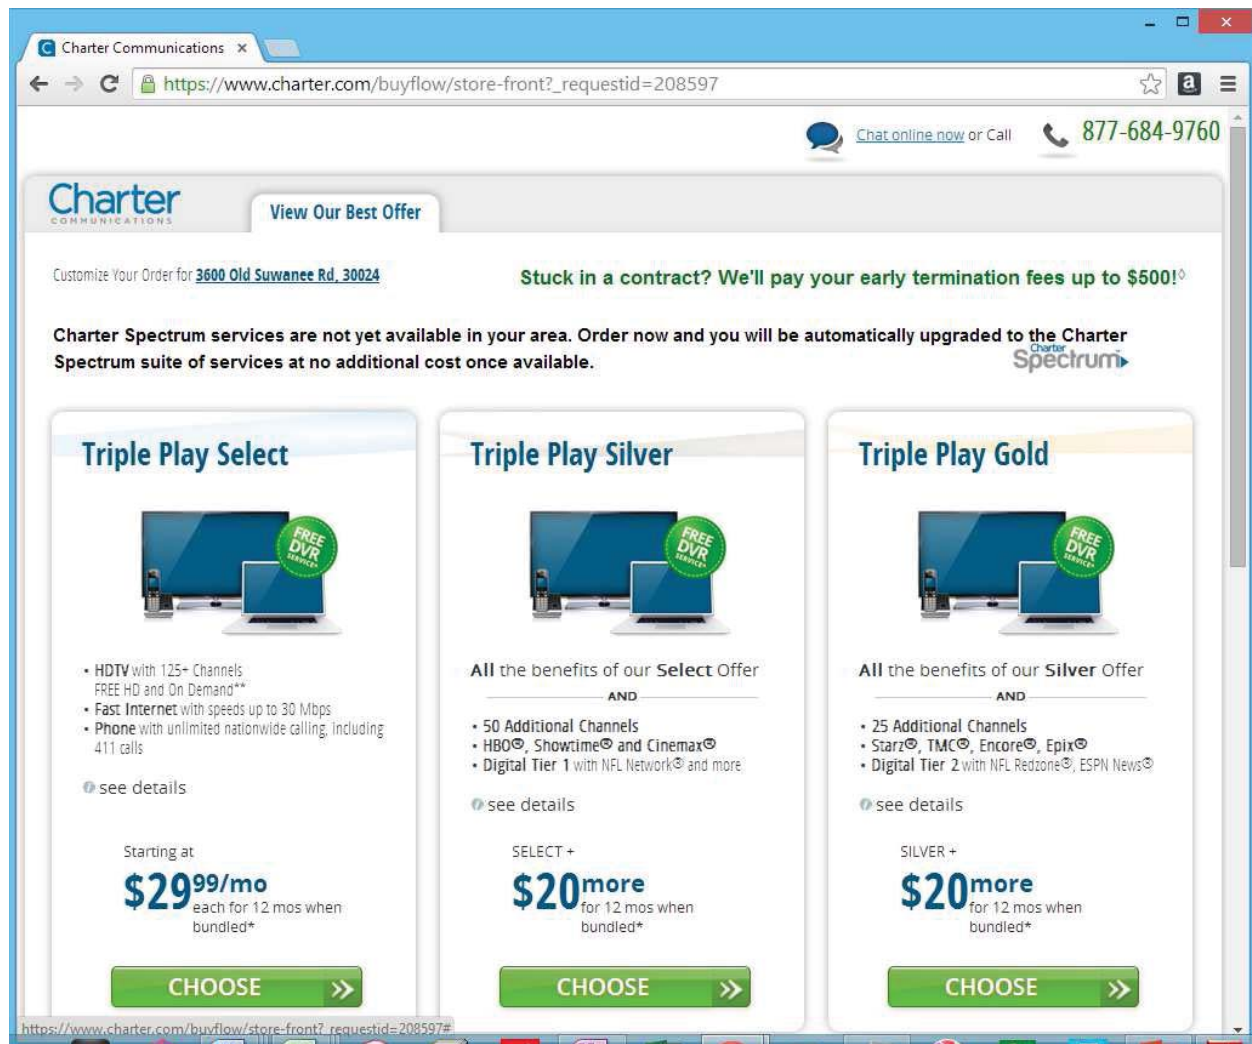 Charter Communications
https://www.charter.com/buyflow/store-front?_requestid=208597
Chat online now or Call 877-684-9760
Charter
COMMUNICATIONS
View Our Best Offer
Customize Your Order for 3600 Old Suwanee Rd, 30024
Stuck in a contract? We'll pay your early termination fees up to $500!◊
Charter Spectrum services are not yet available in your area. Order now and you will be automatically upgraded to the Charter
Spectrum suite of services at no additional cost once available.
Charter
Spectrum
Triple Play Select
FREE
DVR
SERVICE*
• HDTV with 125+ Channels
FREE HD and On Demand**
• Fast Internet with speeds up to 30 Mbps
• Phone with unlimited nationwide calling, including
411 calls
see details
Starting at
$29 99/mo
each for 12 mos when
bundled*
CHOOSE »
Triple Play Silver
FREE
DVR
SERVICE*
All the benefits of our Select Offer
AND
• 50 Additional Channels
• HBO®, Showtime® and Cinemax®
• Digital Tier 1 with NFL Network® and more
see details
SELECT +
$20 more
for 12 mos when
bundled*
CHOOSE »
Triple Play Gold
FREE
DVR
SERVICE*
All the benefits of our Silver Offer
AND
• 25 Additional Channels
• Starz®, TMC®, Encore®, Epix®
• Digital Tier 2 with NFL Redzone®, ESPN News®
see details
SILVER +
$20 more
for 12 mos when
bundled*
CHOOSE »
https://www.charter.com/buyflow/store-front?_requestid=208597#